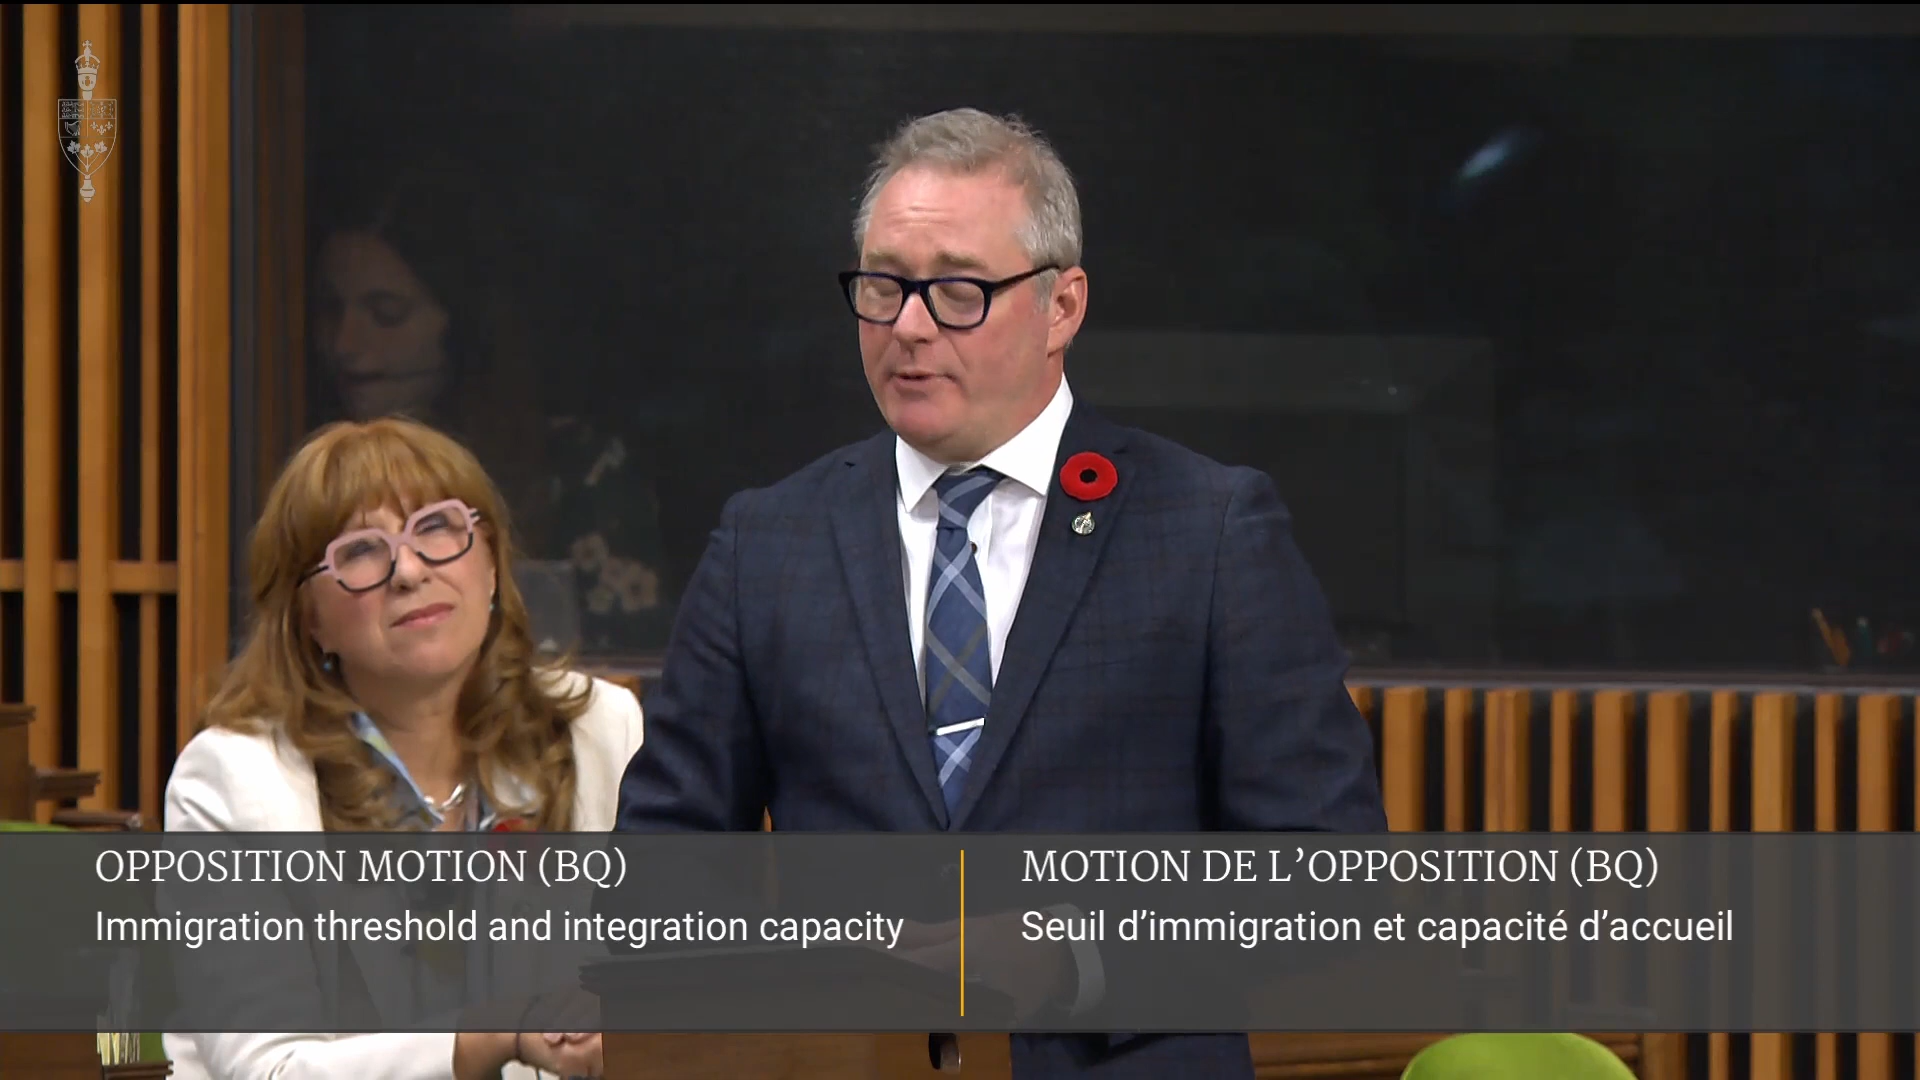 OPPOSITION MOTION (BQ)
Immigration threshold and integration capacity
MOTION DE L’OPPOSITION (BQ)
Seuil d’immigration et capacité d’accueil